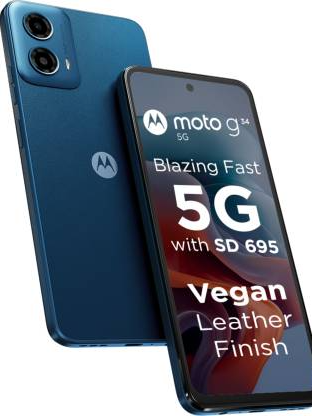 moto g34
5G
Blazing Fast
5G
with SD 695
Vegan
Leather
Finish